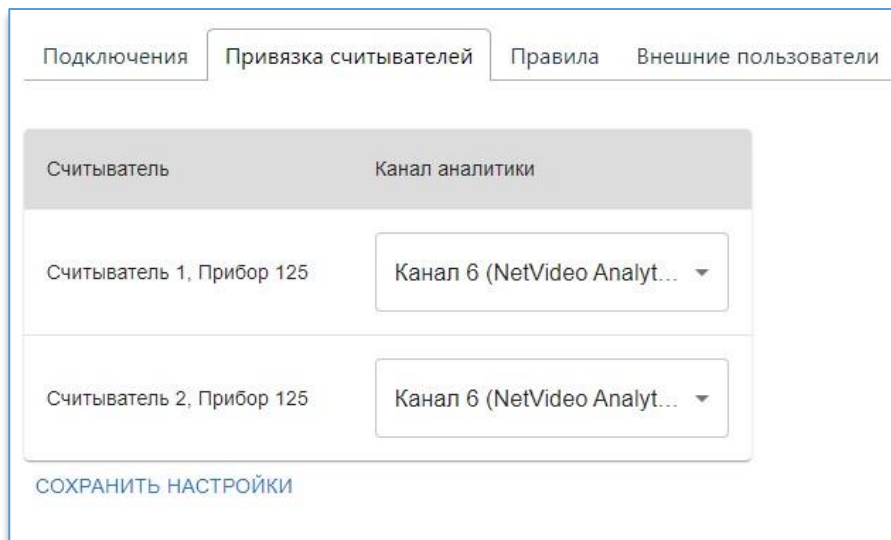 Подключения Привязка считывателей Правила Внешние пользователи
Считыватель Канал аналитики
Считыватель 1, Прибор 125 Канал 6 (NetVideo Analyt...
Считыватель 2, Прибор 125 Канал 6 (NetVideo Analyt...
СОХРАНИТЬ НАСТРОЙКИ